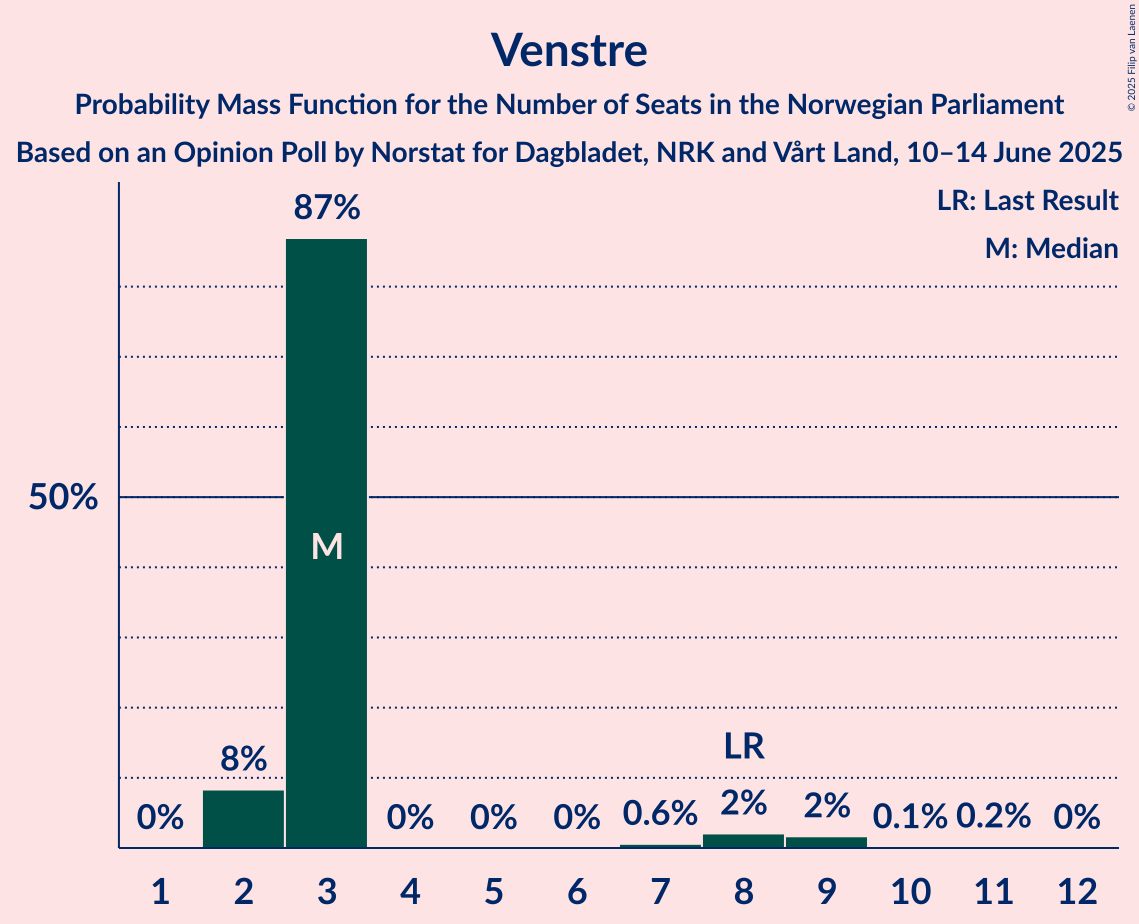 Venstre
Probability Mass Function for the Number of Seats in the Norwegian Parliament
Based on an Opinion Poll by Norstat for Dagbladet, NRK and Vårt Land, 10–14 June 2025
© 2025 Filip van Laenen
LR: Last Result
M: Median
87%
50%
M
LR
8%
0% 0% 0% 0% 0.6% 2% 2% 0.1% 0.2% 0%
1 2 3 4 5 6 7 8 9 10 11 12